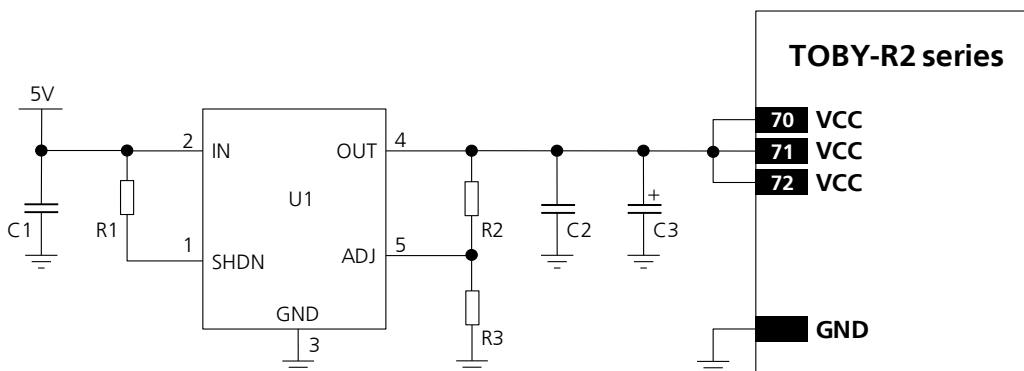 TOBY-R2 series
5V
70 VCC
71 VCC
72 VCC
2
IN
OUT
4
U1
C1
R1
R2
C2
+
C3
1
SHDN
ADJ
5
GND
3
R3
GND